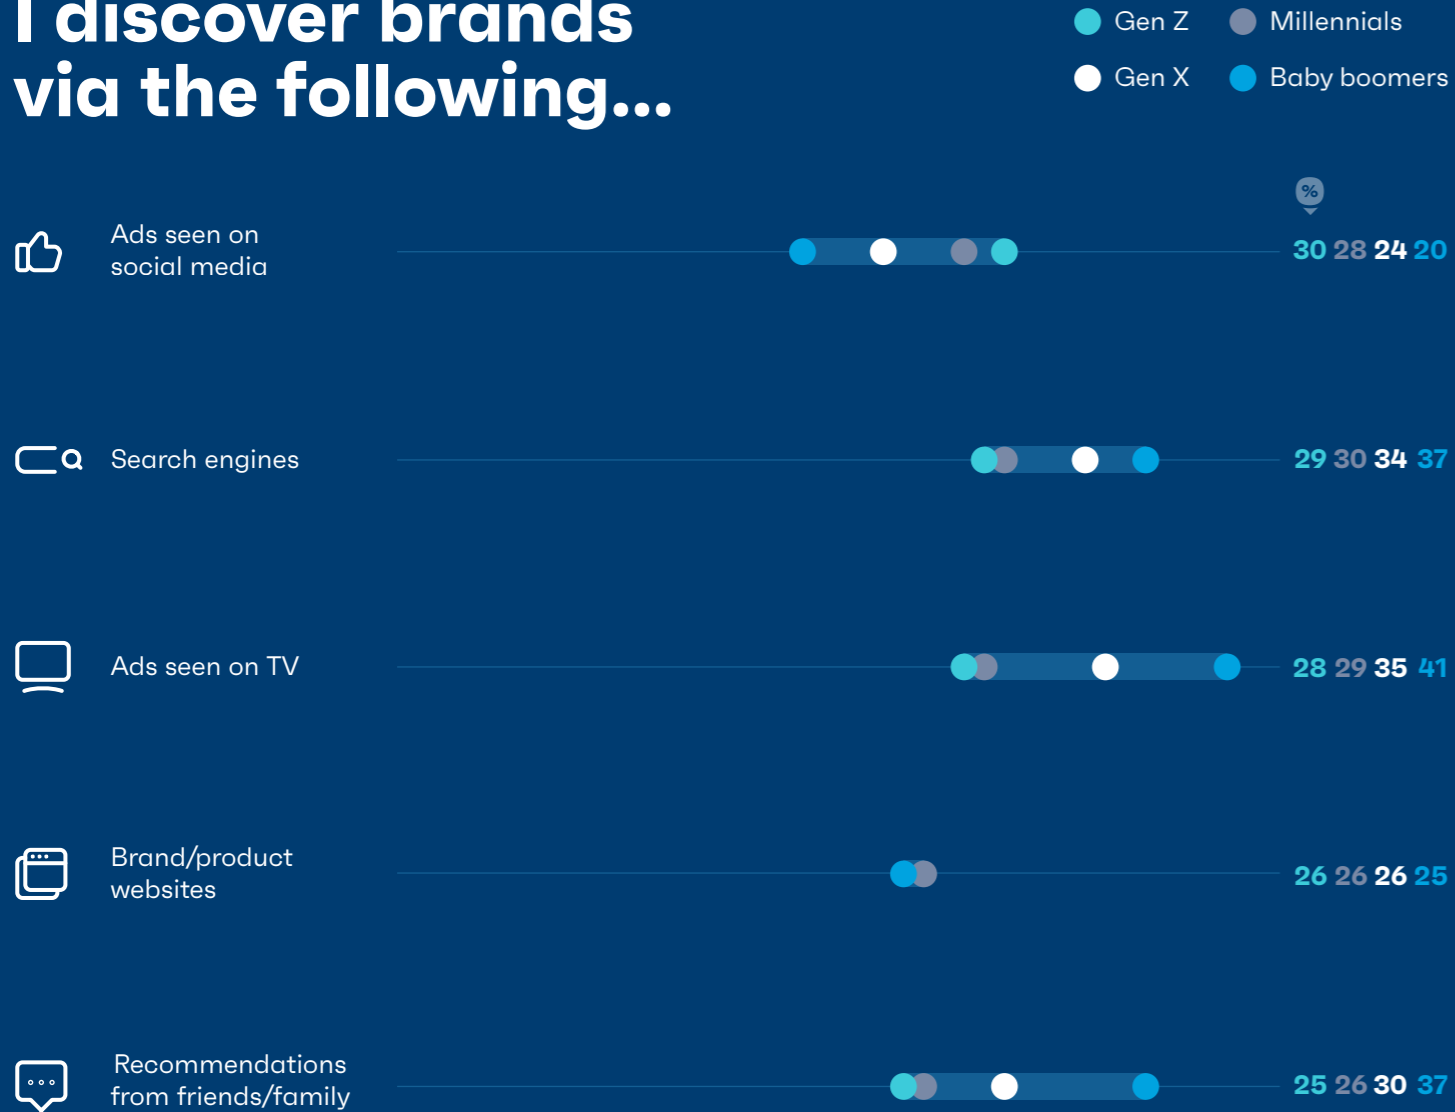 I discover brands
via the following...
Gen Z
Millennials
Gen X
Baby boomers
%
Ads seen on
social media
30 28 24 20
Search engines
29 30 34 37
Ads seen on TV
28 29 35 41
Brand/product
websites
26 26 26 25
Recommendations
from friends/family
25 26 30 37